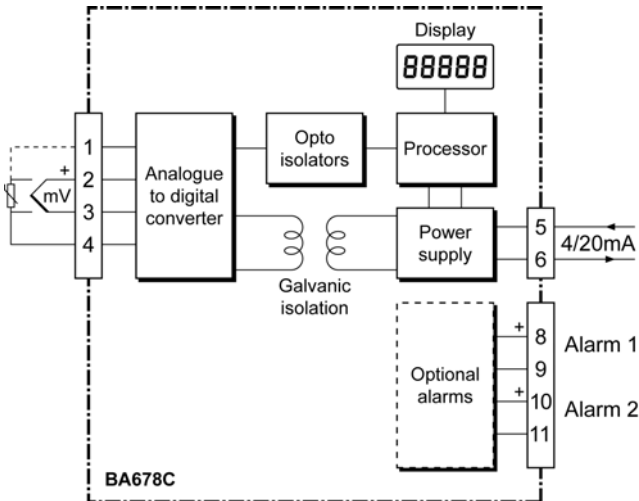 Display
88888
1
2
3
4
+
mV
Analogue
to digital
converter
Opto
isolators
Processor
Galvanic
isolation
Power
supply
5
6
4/20mA
Optional
alarms
+
8
9
+
10
11
Alarm 1
Alarm 2
BA678C